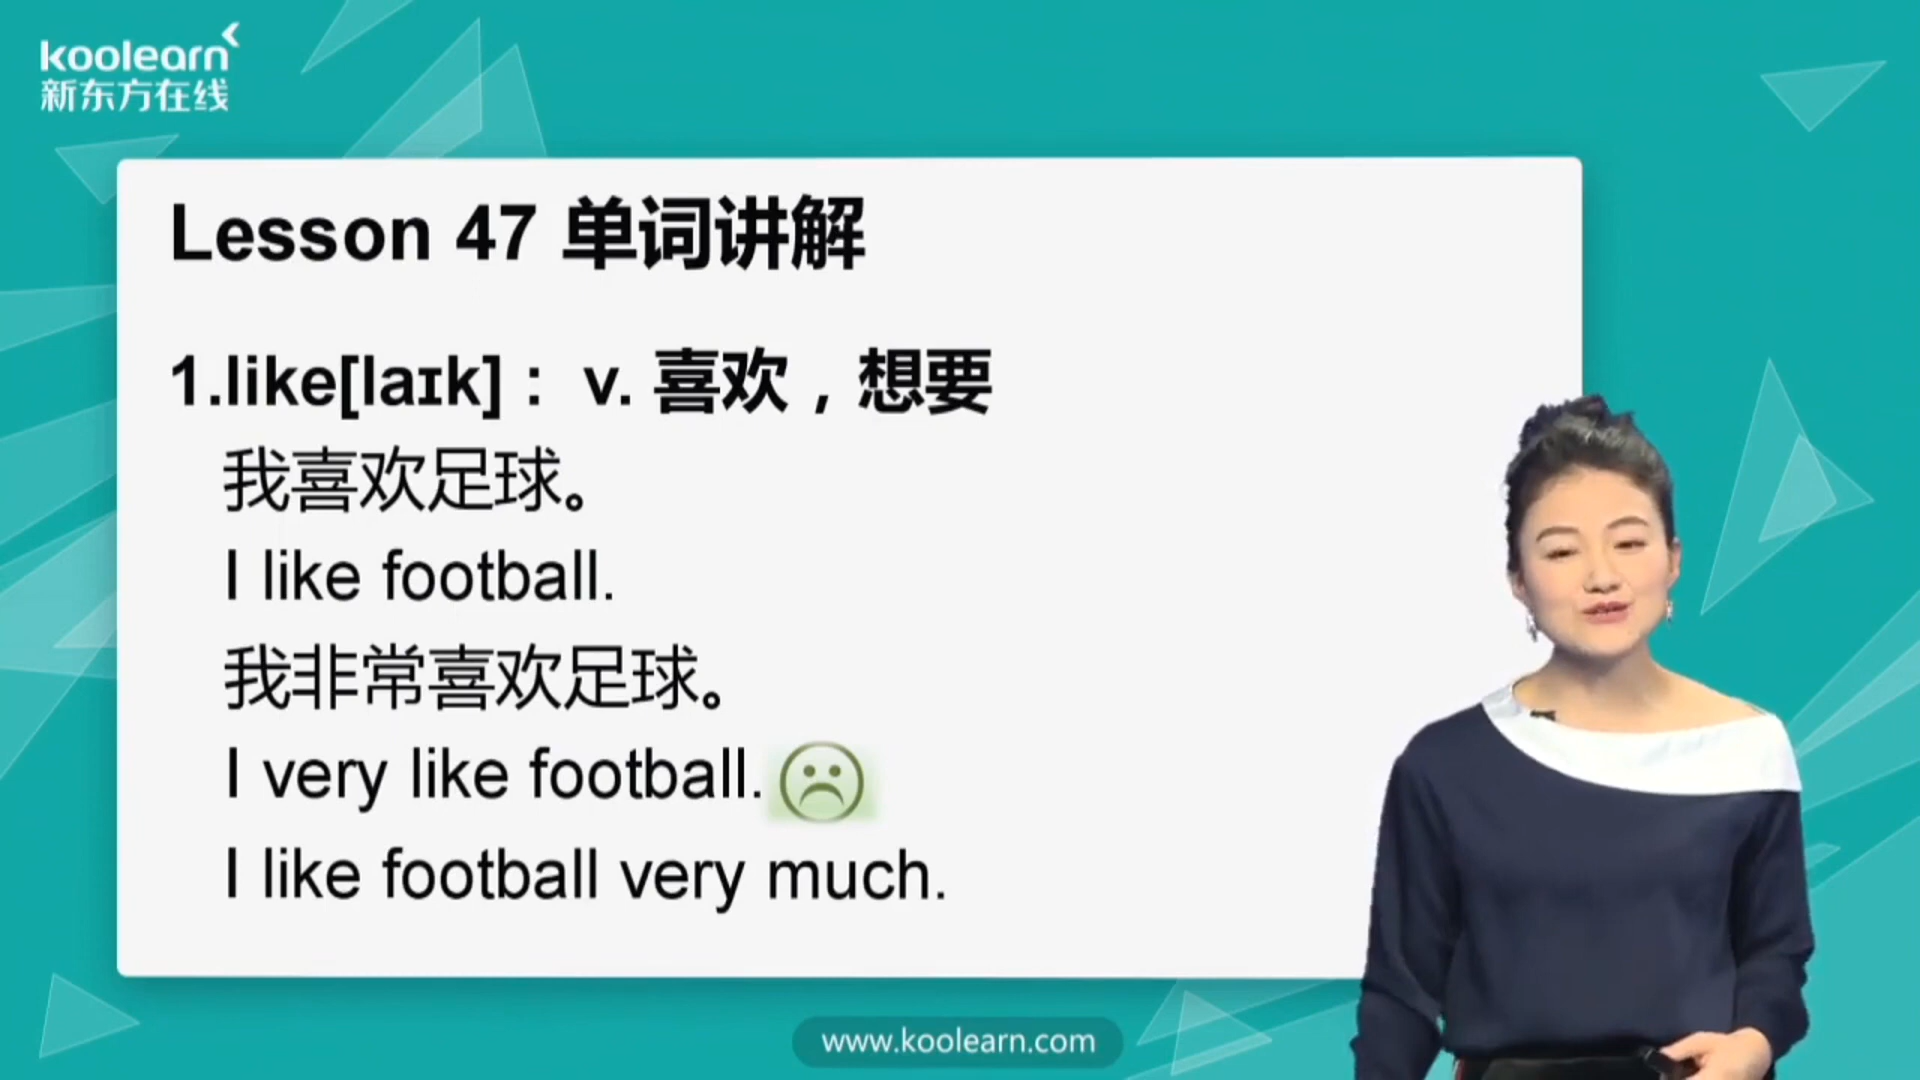 koolearn
新东方在线
Lesson 47 单词讲解
1.like[laɪk]： v. 喜欢，想要
我喜欢足球。
I like football.
我非常喜欢足球。
I very like football.
I like football very much.
www.koolearn.com